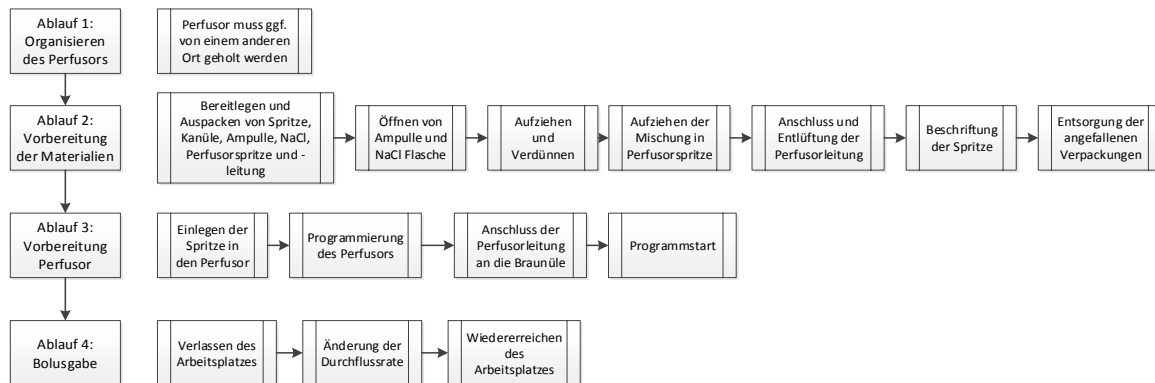 Ablauf 1:
Organisieren
des Perfusors
Perfusor muss ggf.
von einem anderen
Ort geholt werden
Ablauf 2:
Vorbereitung
der Materialien
Bereitlegen und
Auspacken von Spritze,
Kanüle, Ampulle, NaCl,
Perfusorspritze und -
leitung
Öffnen von
Ampulle und
NaCl Flasche
Aufziehen
und
Verdünnen
Aufziehen der
Mischung in
Perfusorspritze
Anschluss und
Entlüftung der
Perfusorleitung
Beschriftung
der Spritze
Entsorgung der
angefallenen
Verpackungen
Ablauf 3:
Vorbereitung
Perfusor
Einlegen der
Spritze in
den Perfusor
Programmierung
des Perfusors
Anschluss der
Perfusorleitung
an die Braunüle
Programmstart
Ablauf 4:
Bolusgabe
Verlassen des
Arbeitsplatzes
Änderung der
Durchflussrate
Wiedererreichen
des
Arbeitsplatzes